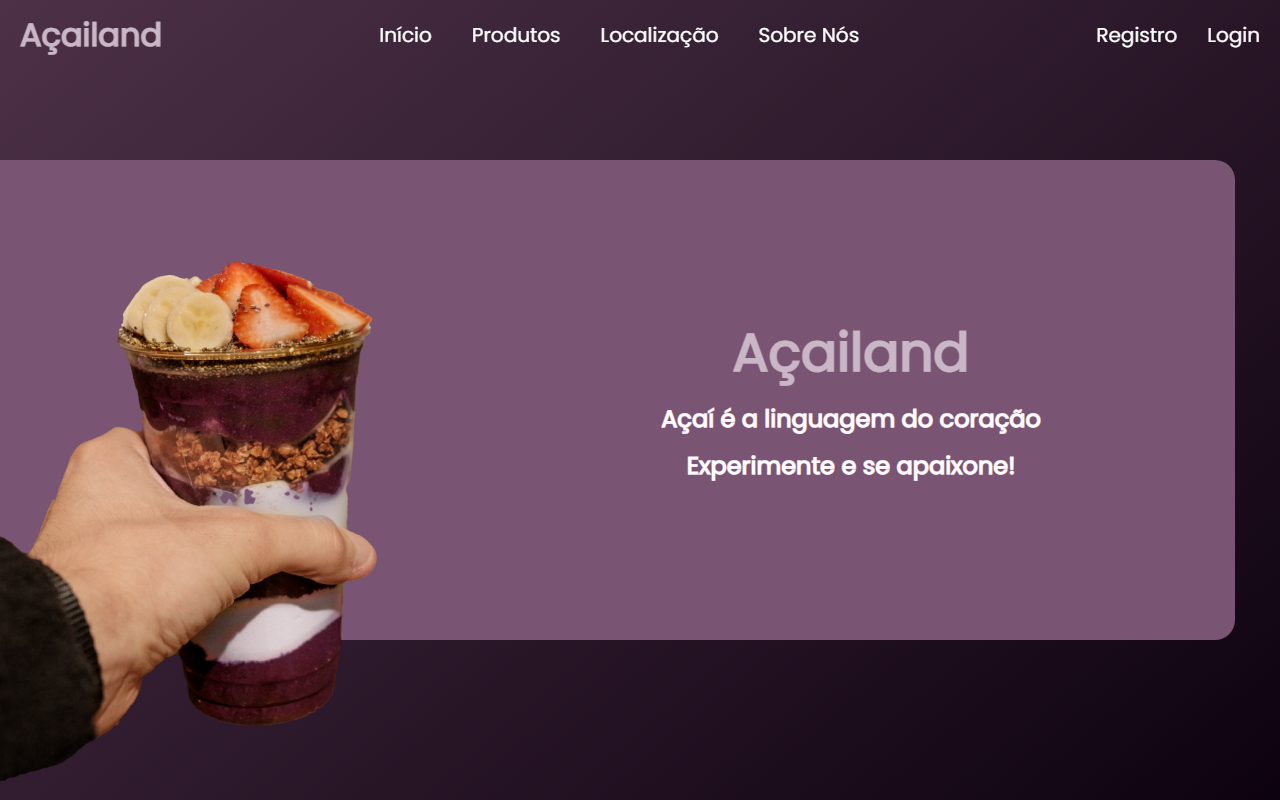 Açailand
Início Produtos Localização Sobre Nós
Registro Login
Açailand
Açaí é a linguagem do coração
Experimente e se apaixone!